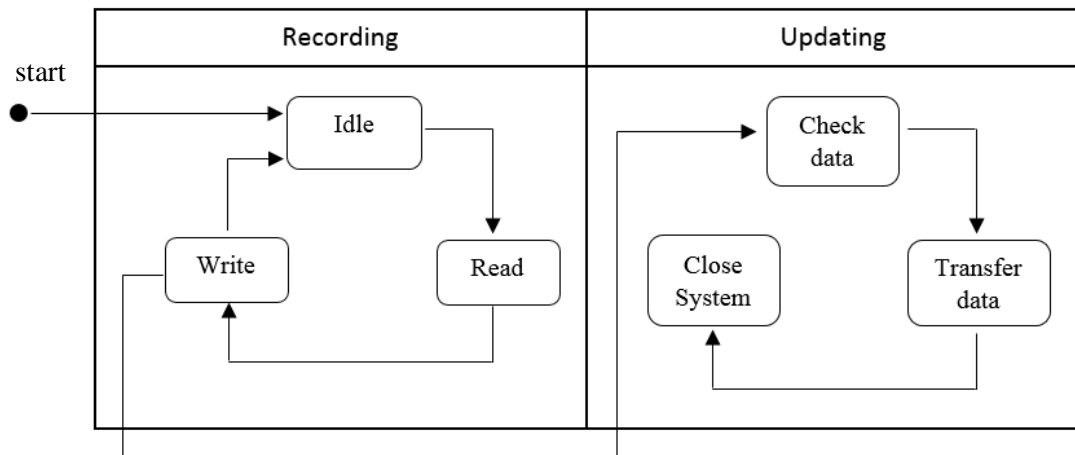 Recording
Updating
start
Idle
Check
data
Write
Read
Close
System
Transfer
data